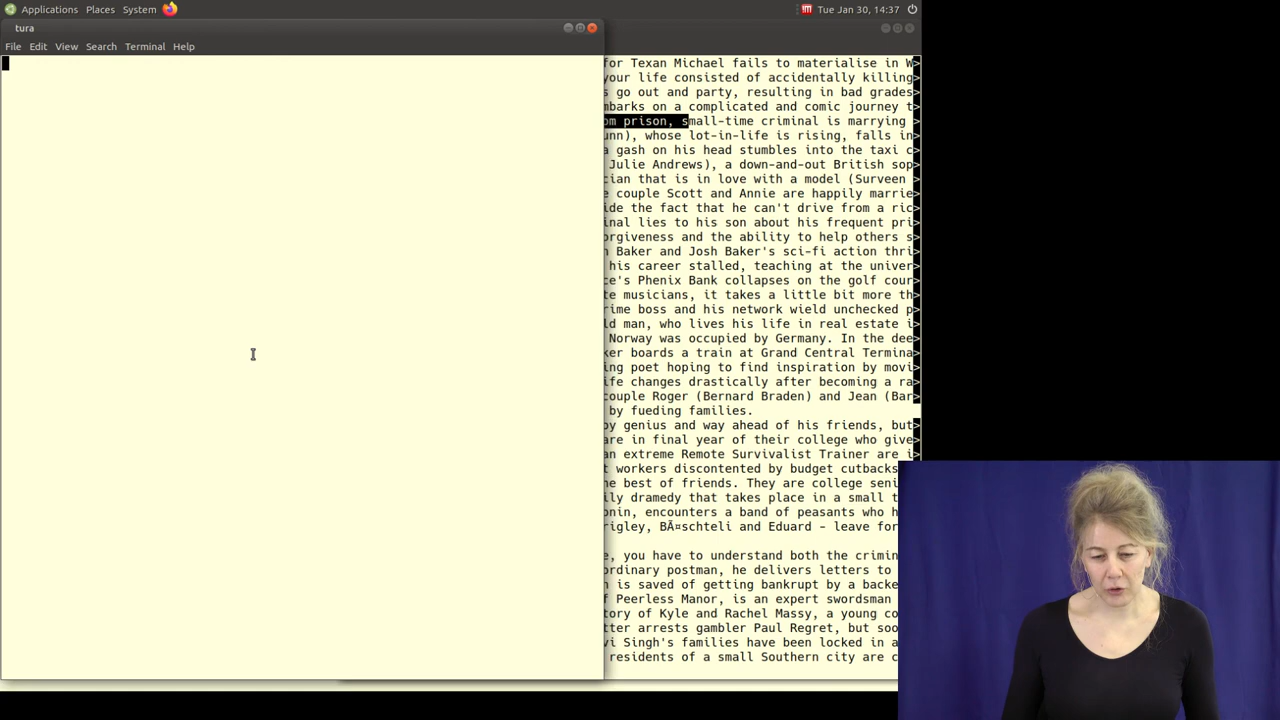 Applications Places System Tue Jan 30, 14:37
tura
File Edit View Search Terminal Help
for Texan Michael fails to materialise in W
your life consisted of accidentally killing
s go out and party, resulting in bad grades
mbarks on a complicated and comic journey t
om prison, small-time criminal is marrying >
unn), whose lot-in-life is rising, falls in
a gash on his head stumbles into the taxi c
Julie Andrews), a down-and-out British sop
cian that is in love with a model (Surveen >
e couple Scott and Annie are happily marrie>
ide the fact that he can't drive from a ric>
inal lies to his son about his frequent pri>
orgiveness and the ability to help others s>
n Baker and Josh Baker's sci-fi action thri>
his career stalled, teaching at the univer>
ce's Phenix Bank collapses on the golf cour>
te musicians, it takes a little bit more th>
rime boss and his network wield unchecked p>
ld man, who lives his life in real estate i>
Norway was occupied by Germany. In the dee>
ker boards a train at Grand Central Termina>
ing poet hoping to find inspiration by movi>
ife changes drastically after becoming a ra>
couple Roger (Bernard Braden) and Jean (Bar>
by fueding families.
oy genius and way ahead of his friends, but>
are in final year of their college who give>
an extreme Remote Survivalist Trainer are i>
t workers discontented by budget cutbacks
he best of friends. They are college seni
ily dramedy that takes place in a small t
onin, encounters a band of peasants who h
rigley, BÃ¤schteli and Eduard - leave for
e, you have to understand both the crimin
ordinary postman, he delivers letters to
n is saved of getting bankrupt by a backe
f Peerless Manor, is an expert swordsman
tory of Kyle and Rachel Massy, a young co
tter arrests gambler Paul Regret, but soo
vi Singh's families have been locked in a
residents of a small Southern city are c